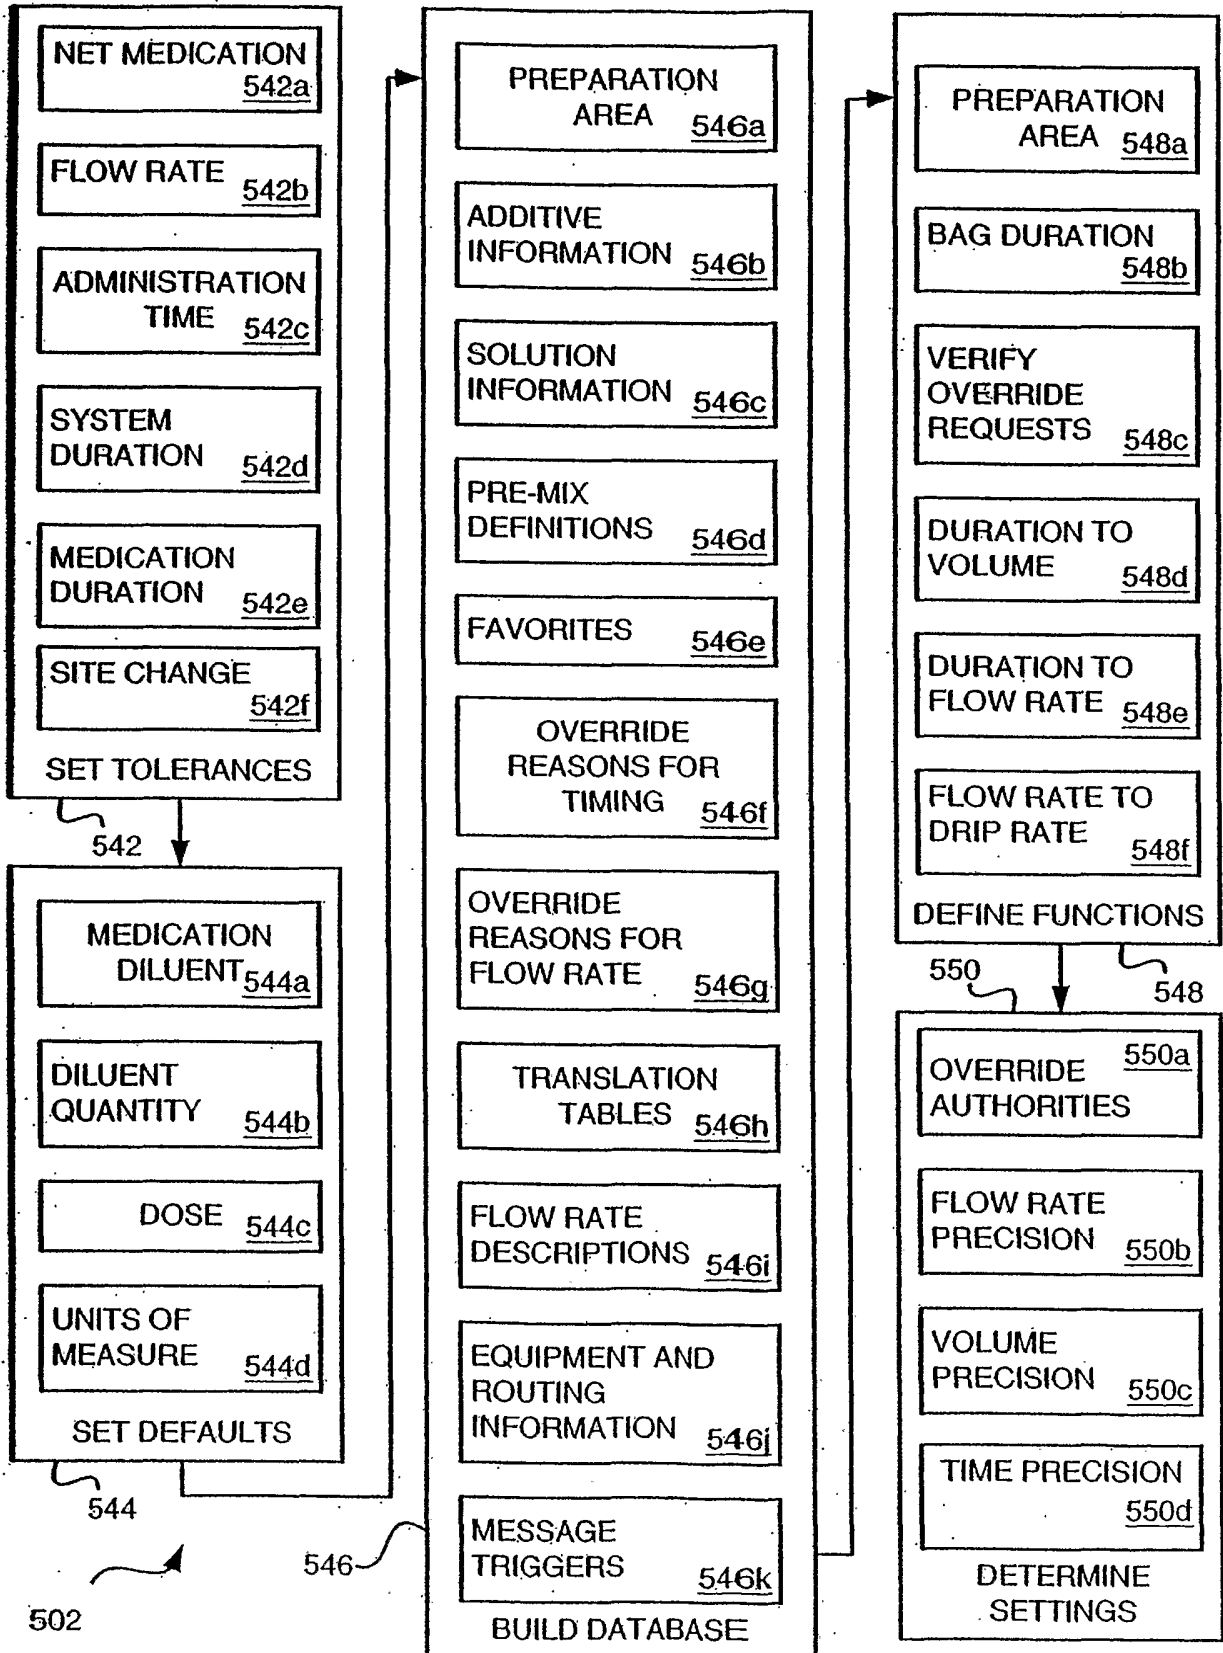 NET MEDICATION
542a
FLOW RATE
542b
ADMINISTRATION
TIME
542c
SYSTEM
DURATION
542d
MEDICATION
DURATION
542e
SITE CHANGE
542f
SET TOLERANCES
542
MEDICATION
DILUENT
544a
DILUENT
QUANTITY
544b
DOSE
544c
UNITS OF
MEASURE
544d
SET DEFAULTS
544
502
PREPARATION
AREA
546a
ADDITIVE
INFORMATION
546b
SOLUTION
INFORMATION
546c
PRE-MIX
DEFINITIONS
546d
FAVORITES
546e
OVERRIDE
REASONS FOR
TIMING
546f
OVERRIDE
REASONS FOR
FLOW RATE
546g
TRANSLATION
TABLES
546h
FLOW RATE
DESCRIPTIONS
546i
EQUIPMENT AND
ROUTING
INFORMATION
546j
MESSAGE
TRIGGERS
546k
BUILD DATABASE
546
PREPARATION
AREA
548a
BAG DURATION
548b
VERIFY
OVERRIDE
REQUESTS
548c
DURATION TO
VOLUME
548d
DURATION TO
FLOW RATE
548e
FLOW RATE TO
DRIP RATE
548f
DEFINE FUNCTIONS
548
550
OVERRIDE
AUTHORITIES
550a
FLOW RATE
PRECISION
550b
VOLUME
PRECISION
550c
TIME PRECISION
550d
DETERMINE
SETTINGS